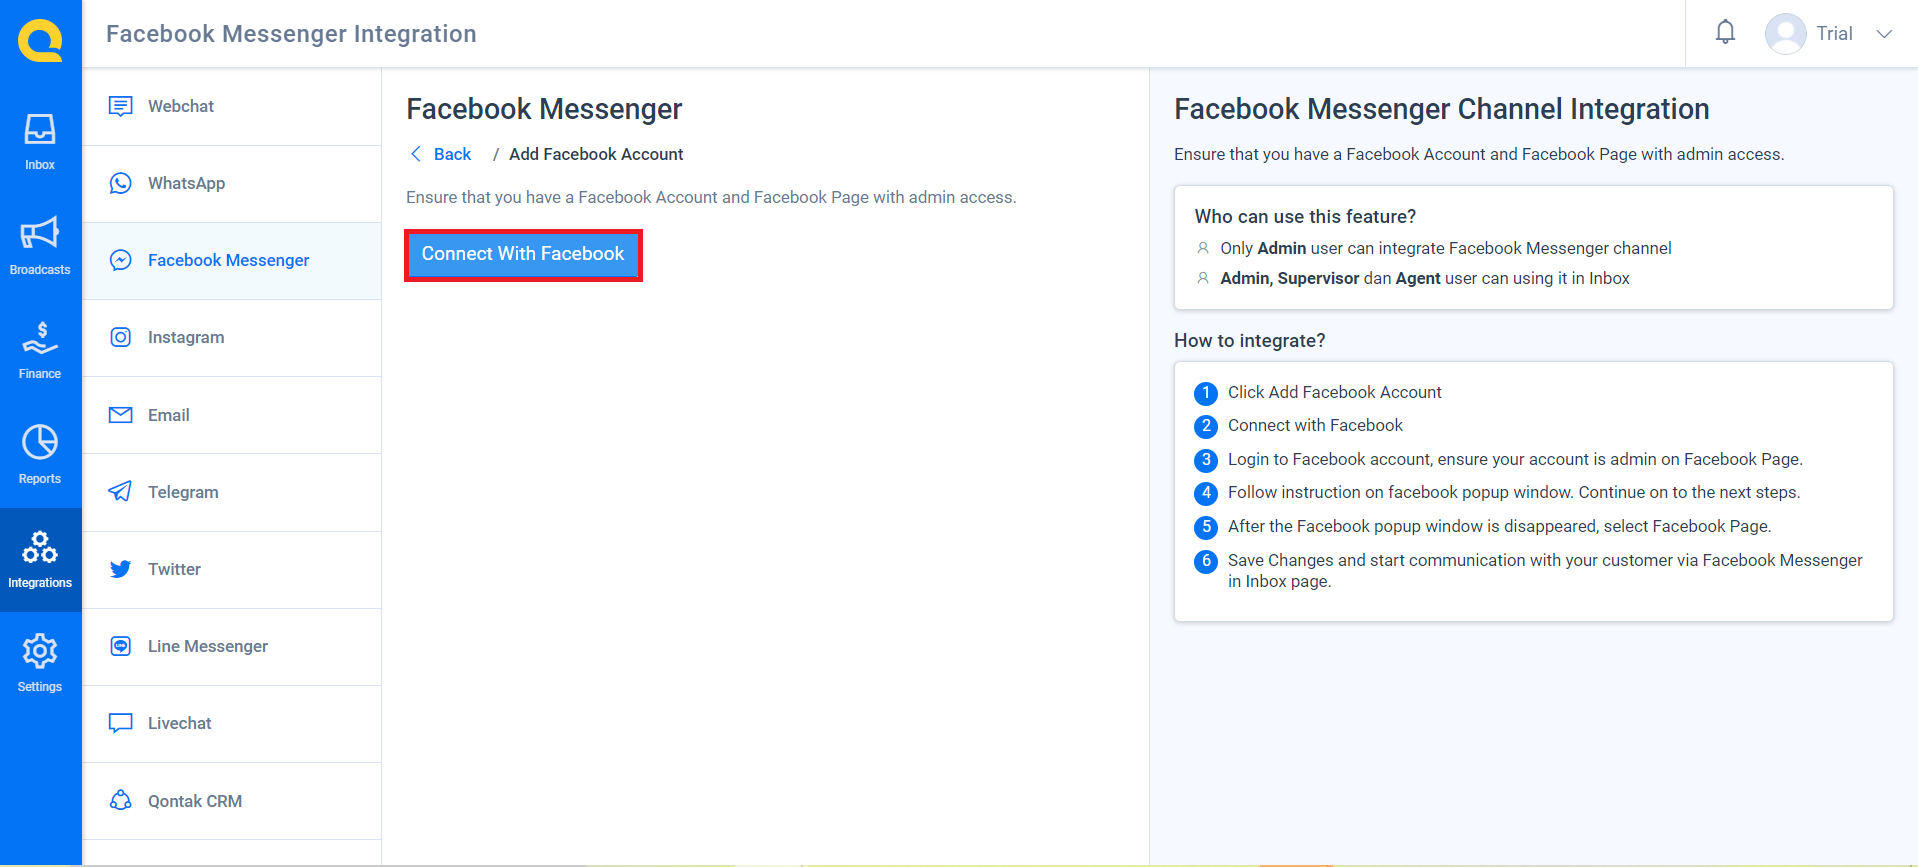 Facebook Messenger Integration
Trial
Inbox
Broadcasts
Finance
Reports
Integrations
Settings
Webchat
WhatsApp
Facebook Messenger
Instagram
Email
Telegram
Twitter
Line Messenger
Livechat
Qontak CRM
Facebook Messenger
Back / Add Facebook Account
Ensure that you have a Facebook Account and Facebook Page with admin access.
Connect With Facebook
Facebook Messenger Channel Integration
Ensure that you have a Facebook Account and Facebook Page with admin access.
Who can use this feature?
Only Admin user can integrate Facebook Messenger channel
Admin, Supervisor dan Agent user can using it in Inbox
How to integrate?
1 Click Add Facebook Account
2 Connect with Facebook
3 Login to Facebook account, ensure your account is admin on Facebook Page.
4 Follow instruction on facebook popup window. Continue on to the next steps.
5 After the Facebook popup window is disappeared, select Facebook Page.
6 Save Changes and start communication with your customer via Facebook Messenger
in Inbox page.